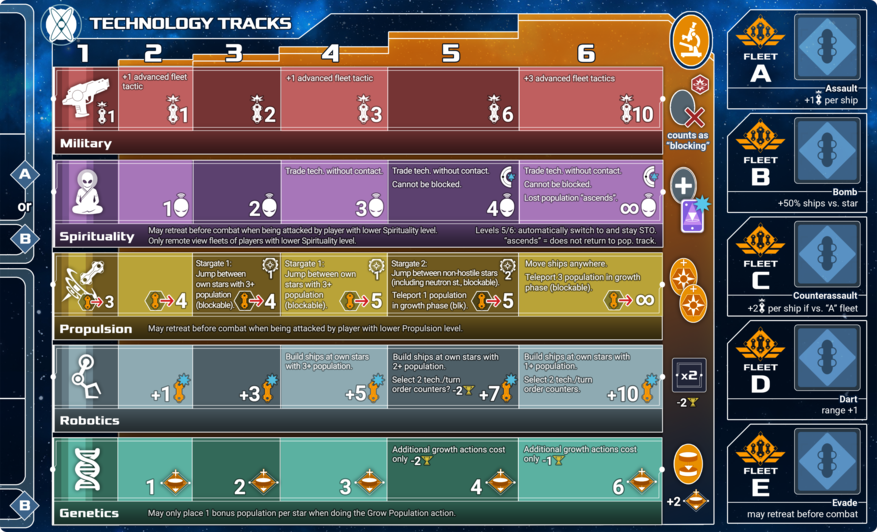 TECHNOLOGY TRACKS
1 2 3 4 5 6
+1 advanced fleet
tactic
+1 advanced fleet tactic
+3 advanced fleet tactics
1 1 2 3 6 10
Military
counts as
"blocking"
Trade tech. without contact.
Trade tech. without contact.
Cannot be blocked.
Trade tech. without contact.
Cannot be blocked.
Lost population "ascends".
1 2 3 4 ∞
Spirituality
May retreat before combat when being attacked by player with lower Spirituality level.
Only remote view fleets of players with lower Spirituality level.
Levels 5/6: automatically switch to and stay STO.
"ascends" = does not return to pop. track.
+
Stargate 1:
Jump between
own stars
with 3+
population
(blockable).
1
Stargate 1:
Jump between own
stars with 3+
population
(blockable).
1
Stargate 2:
Jump between non-hostile stars
(including neutron st., blockable).
Teleport 1 population
in growth phase (blk).
2
Move ships anywhere.
Teleport 3 population in growth
phase (blockable).
3 4 4 5 5 ∞
Propulsion
May retreat before combat when being attacked by player with lower Propulsion level.
Build ships at own stars
with 3+ population.
Build ships at own stars with
2+ population.
Select 2 tech./turn
order counters? -2
Build ships at own stars with
1+ population.
Select 2 tech./turn
order counters.
+1 +3 +5 +7 +10
Robotics
x2
-2
Additional growth actions cost
only -2
Additional growth actions cost
only -1
1 2 3 4 6
Genetics
May only place 1 bonus population per star when doing the Grow Population action.
+2
A
or
B
B
FLEET
A
Assault
+1 per ship
FLEET
B
Bomb
+50% ships vs. star
FLEET
C
Counterassault
+2 per ship if vs. "A" fleet
FLEET
D
Dart
range +1
FLEET
E
Evade
may retreat before combat